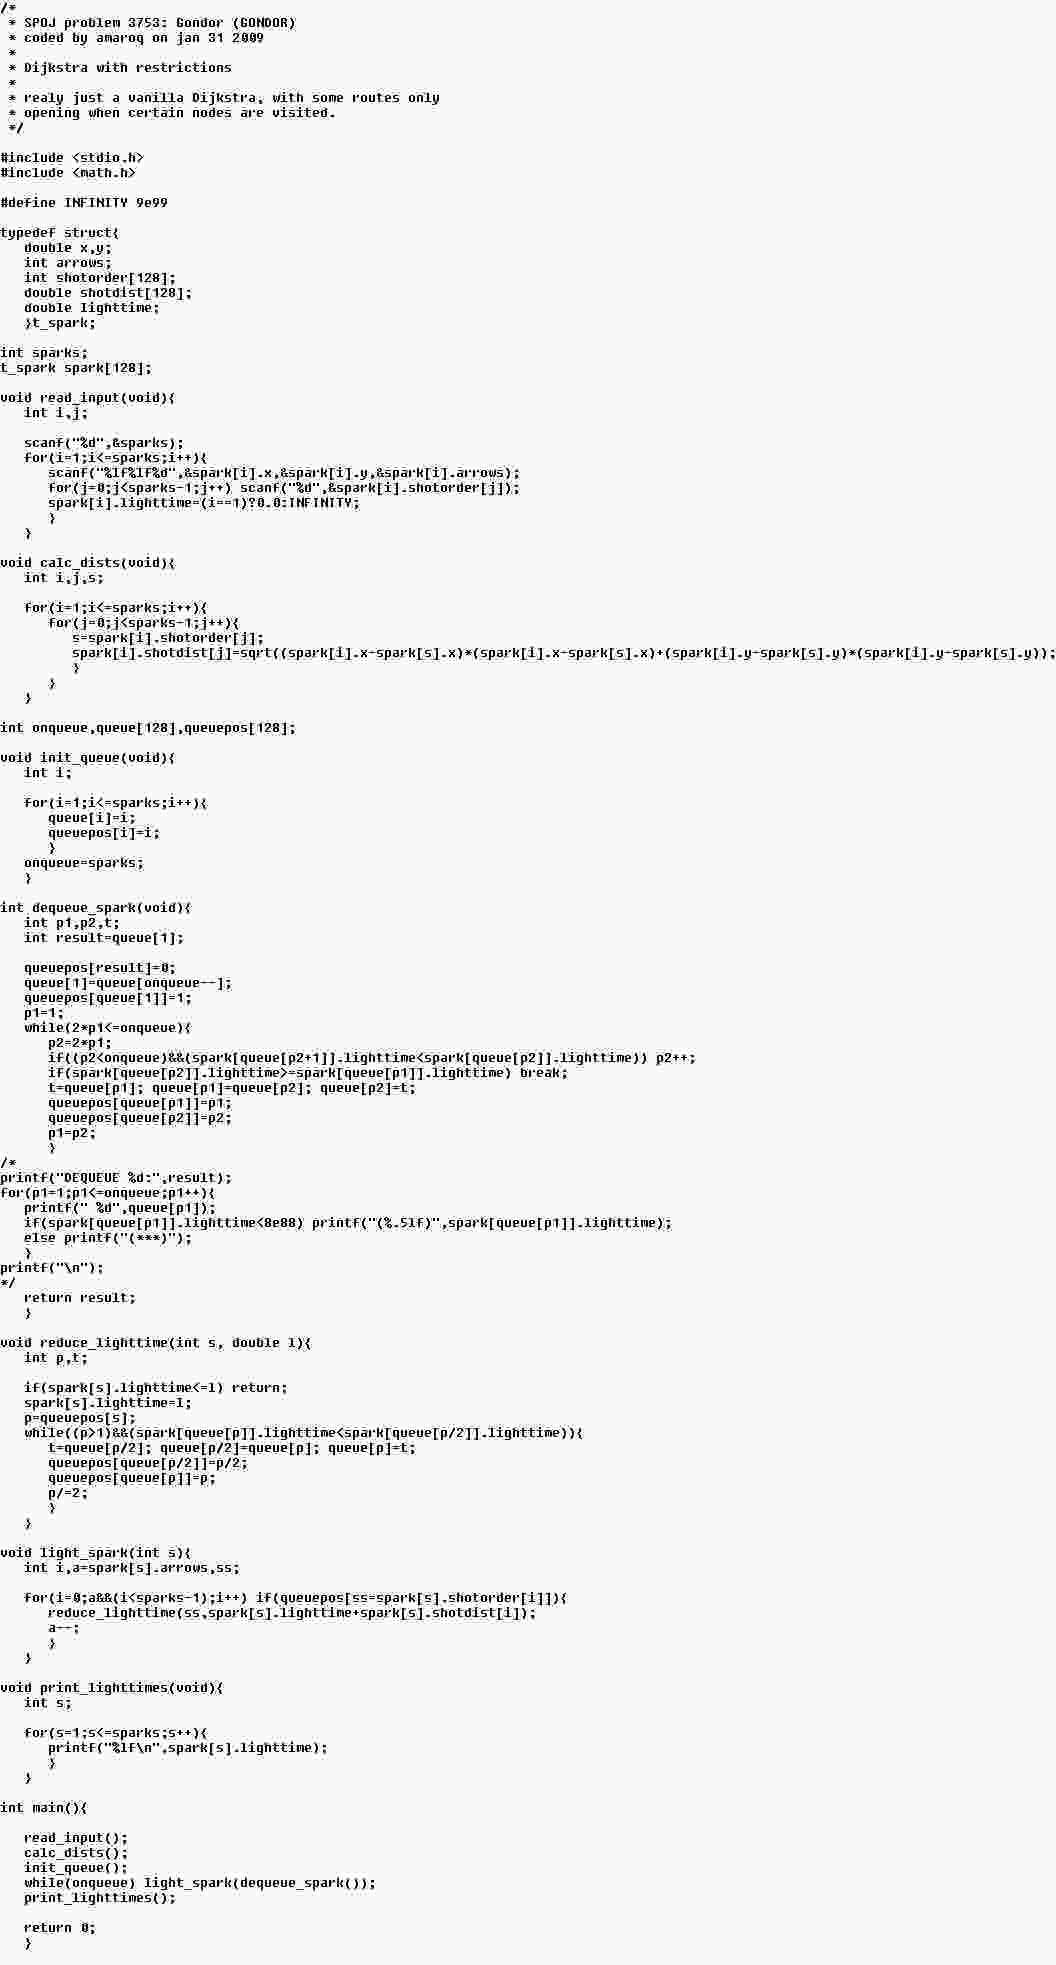 /*
 * SPOJ problem 3753: Gondor (GONDOR)
 * coded by amaroq on jan 31 2009
 *
 * Dijkstra with restrictions
 *
 * realy just a vanilla Dijkstra, with some routes only
 * opening when certain nodes are visited.
 */

#include <stdio.h>
#include <math.h>

#define INFINITY 9e99

typedef struct{
   double x,y;
   int arrows;
   int shotorder[128];
   double shotdist[128];
   double lighttime;
   }t_spark;

int sparks;
t_spark spark[128];

void read_input(void){
   int i,j;

   scanf("%d",&sparks);
   for(i=1;i<=sparks;i++){
      scanf("%lf%lf%d",&spark[i].x,&spark[i].y,&spark[i].arrows);
      for(j=0;j<sparks-1;j++) scanf("%d",&spark[i].shotorder[j]);
      spark[i].lighttime=(i==1)?0.0:INFINITY;
      }
   }

void calc_dists(void){
   int i,j,s;

   for(i=1;i<=sparks;i++){
      for(j=0;j<sparks-1;j++){
         s=spark[i].shotorder[j];
         spark[i].shotdist[j]=sqrt((spark[i].x-spark[s].x)*(spark[i].x-spark[s].x)+(spark[i].y-spark[s].y)*(spark[i].y-spark[s].y));
         }
      }
   }

int onqueue,queue[128],queuepos[128];

void init_queue(void){
   int i;

   for(i=1;i<=sparks;i++){
      queue[i]=i;
      queuepos[i]=i;
      }
   onqueue=sparks;
   }

int dequeue_spark(void){
   int p1,p2,t;
   int result=queue[1];

   queuepos[result]=0;
   queue[1]=queue[onqueue--];
   queuepos[queue[1]]=1;
   p1=1;
   while(2*p1<=onqueue){
      p2=2*p1;
      if((p2<onqueue)&&(spark[queue[p2+1]].lighttime<spark[queue[p2]].lighttime)) p2++;
      if(spark[queue[p2]].lighttime>=spark[queue[p1]].lighttime) break;
      t=queue[p1]; queue[p1]=queue[p2]; queue[p2]=t;
      queuepos[queue[p1]]=p1;
      queuepos[queue[p2]]=p2;
      p1=p2;
      }
/*
printf("DEQUEUE %d:",result);
for(p1=1;p1<=onqueue;p1++){
   printf(" %d",queue[p1]);
   if(spark[queue[p1]].lighttime<8e88) printf("(%.5lf)",spark[queue[p1]].lighttime);
   else printf("(***)");
   }
printf("\n");
*/
   return result;
   }

void reduce_lighttime(int s, double l){
   int p,t;

   if(spark[s].lighttime<=l) return;
   spark[s].lighttime=l;
   p=queuepos[s];
   while((p>1)&&(spark[queue[p]].lighttime<spark[queue[p/2]].lighttime)){
      t=queue[p/2]; queue[p/2]=queue[p]; queue[p]=t;
      queuepos[queue[p/2]]=p/2;
      queuepos[queue[p]]=p;
      p/=2;
      }
   }

void light_spark(int s){
   int i,a=spark[s].arrows,ss;

   for(i=0;a&&(i<sparks-1);i++) if(queuepos[ss=spark[s].shotorder[i]]){
      reduce_lighttime(ss,spark[s].lighttime+spark[s].shotdist[i]);
      a--;
      }
   }

void print_lighttimes(void){
   int s;

   for(s=1;s<=sparks;s++){
      printf("%lf\n",spark[s].lighttime);
      }
   }

int main(){

   read_input();
   calc_dists();
   init_queue();
   while(onqueue) light_spark(dequeue_spark());
   print_lighttimes();

   return 0;
   }